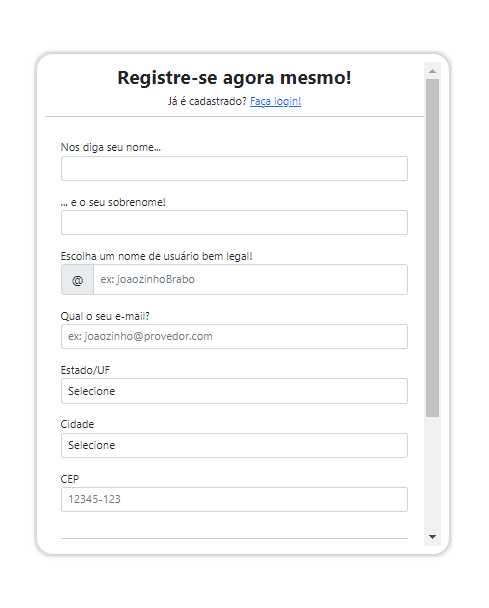 Registre-se agora mesmo!
Já é cadastrado? Faça login!
Nos diga seu nome...
... e o seu sobrenome!
Escolha um nome de usuário bem legal!
@ ex: joaozinhoBrabo
Qual o seu e-mail?
ex: joaozinho@provedor.com
Estado/UF
Selecione
Cidade
Selecione
CEP
12345-123